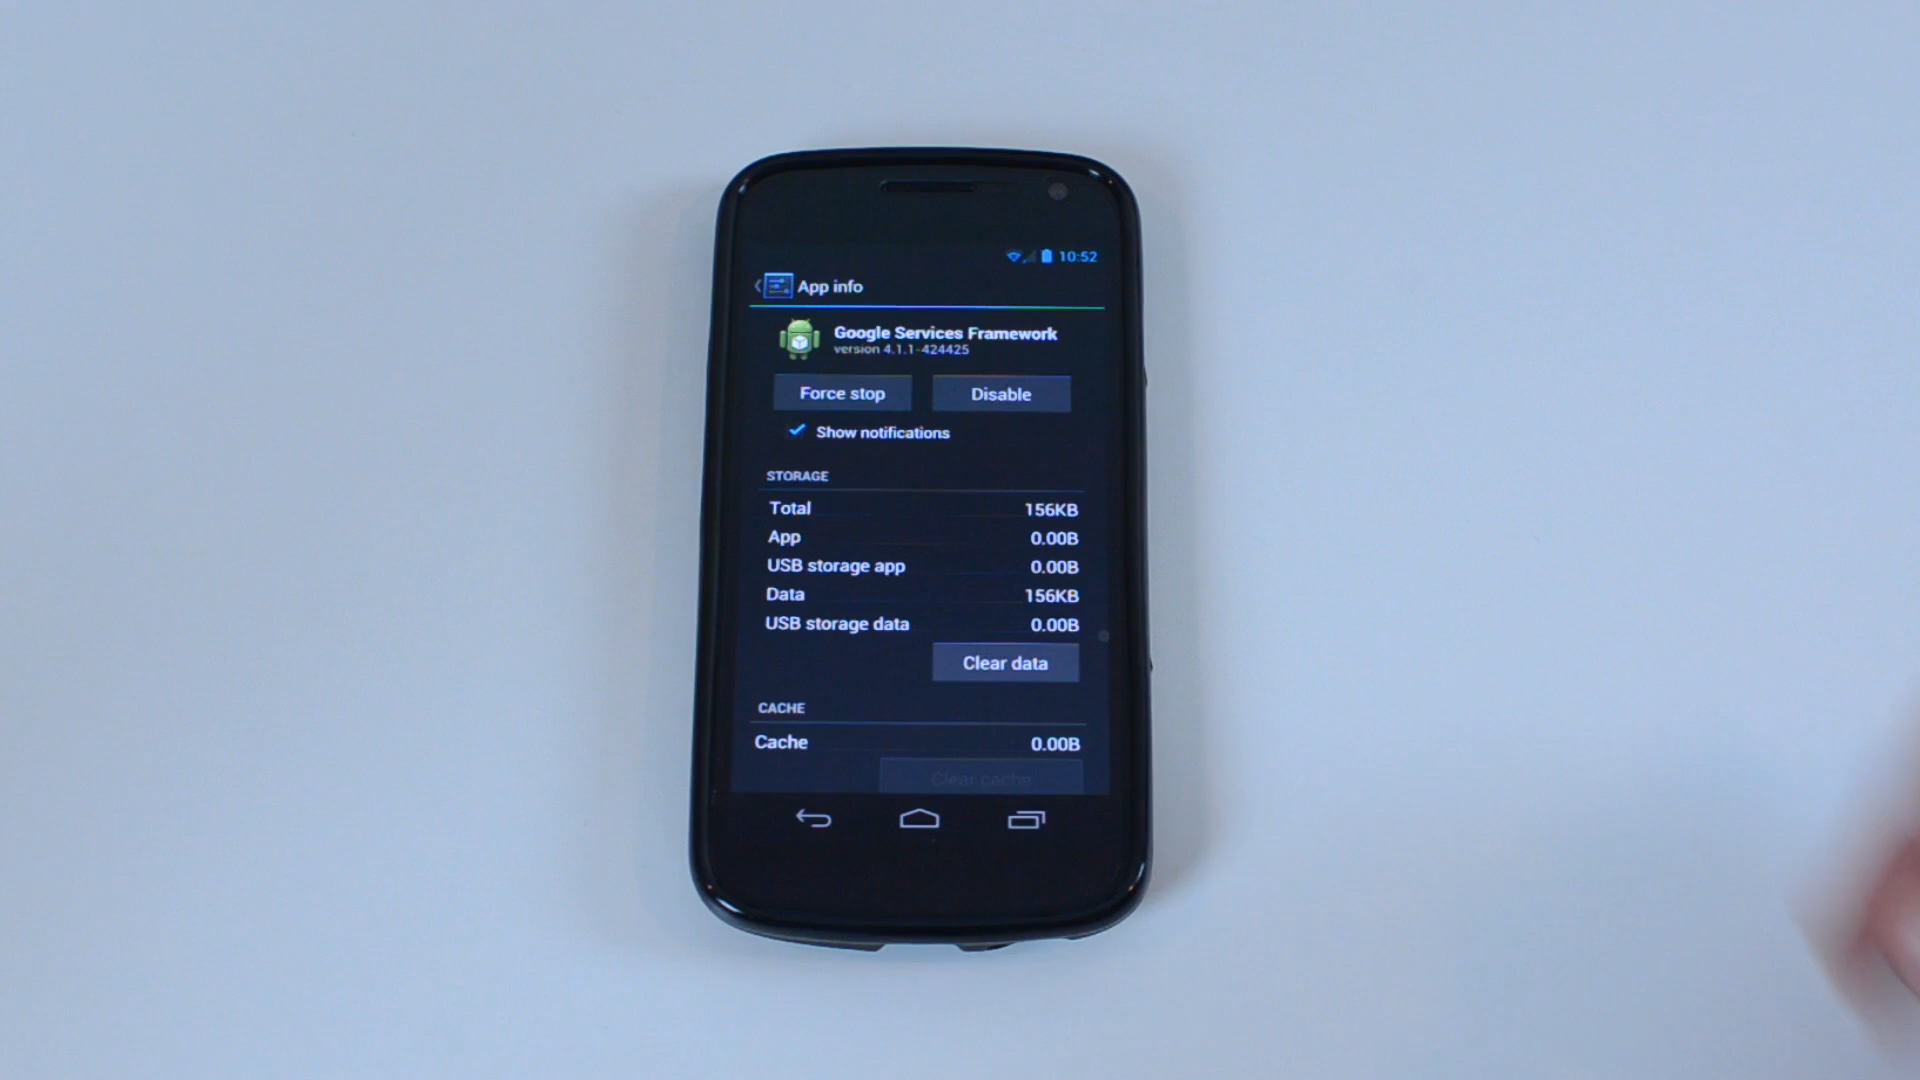 10:52
App info
Google Services Framework
version 4.1.1-424425
Force stop
Disable
Show notifications
STORAGE
Total 156KB
App 0.00B
USB storage app 0.00B
Data 156KB
USB storage data 0.00B
Clear data
CACHE
Cache 0.00B
Clear cache